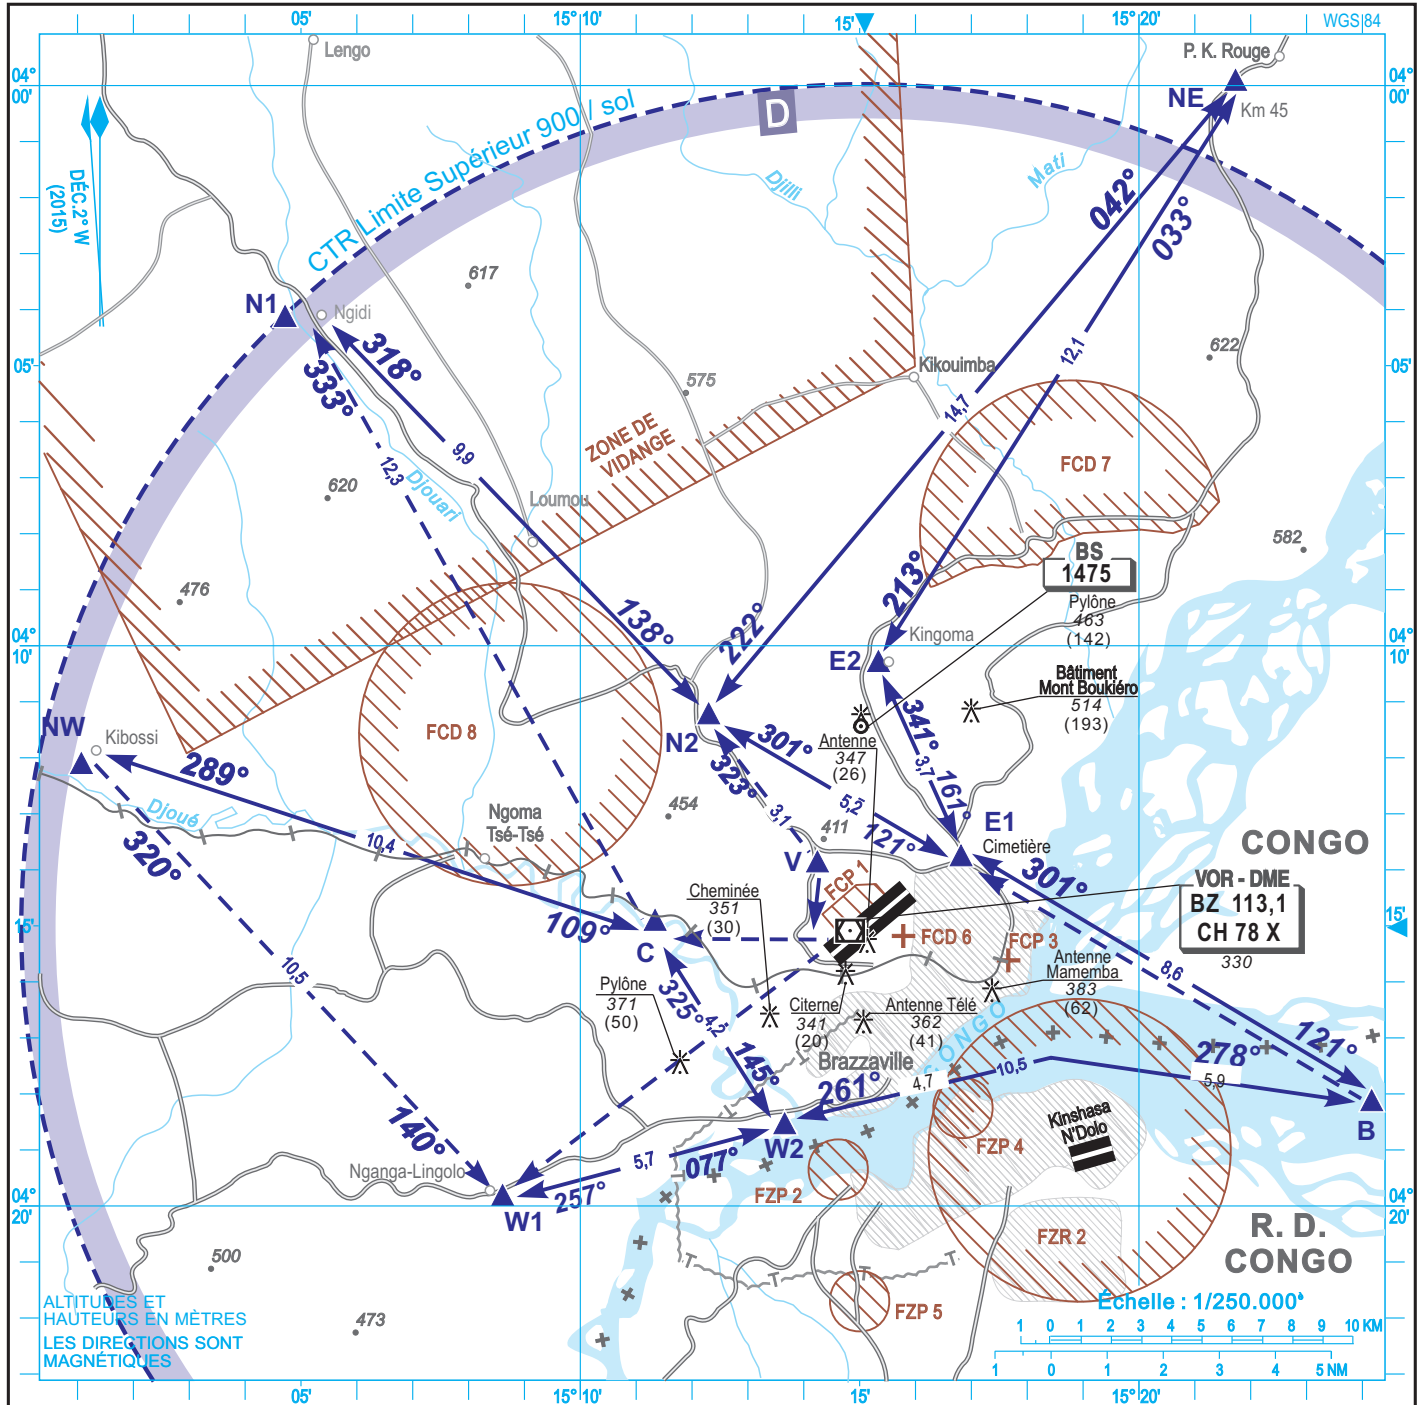 05'
15° 10'
15'
15° 20'
WGS 84
Lengo
P. K. Rouge
04°
00'
04°
00'
NE
Km 45
D
CTR Limite Supérieur 900 / sol
DÉC.2° W
(2015)
Djilli
Mati
042°
033°
617
N1
Ngidi
318°
333°
622
12,1
05'
05'
Kikouimba
575
14,7
ZONE DE
VIDANGE
9,9
12,3
FCD 7
620
Djouari
Loumou
582
BS
1475
476
213°
Pylône
463
(142)
138°
222°
04°
10'
04°
10'
Kingoma
E2
Bâtiment
Mont Boukiéro
514
(193)
NW
Kibossi
FCD 8
N2
301°
341°
Antenne
347
(26)
289°
323°
3,7
161°
Djoué
Ngoma
Tsé-Tsé
454
5,2
3,1
411
121°
E1
Cimetière
CONGO
10,4
320°
V
FCP 1
301°
VOR - DME
BZ 113,1
CH 78 X
330
Cheminée
351
(30)
15'
109°
C
FCD 6
FCP 3
Antenne
Mamemba
383
(62)
8,6
10,5
Pylône
371
(50)
325°
4,2
Citerne
341
(20)
Antenne Télé
362
(41)
CONGO
121°
278°
145°
Brazzaville
261°
4,7
10,5
5,9
140°
Kinshasa
N'Dolo
W2
B
FZP 4
Nganga-Lingolo
5,7
077°
FZP 2
257°
W1
04°
20'
04°
20'
FZR 2
R. D.
CONGO
500
473
FZP 5
ALTITUDES ET
HAUTEURS EN MÈTRES
LES DIRECTIONS SONT
MAGNÉTIQUES
Échelle : 1/250.000°
1 0 1 2 3 4 5 6 7 8 9 10 KM
1 0 1 2 3 4 5 NM
05'
15° 10'
15'
15° 20'